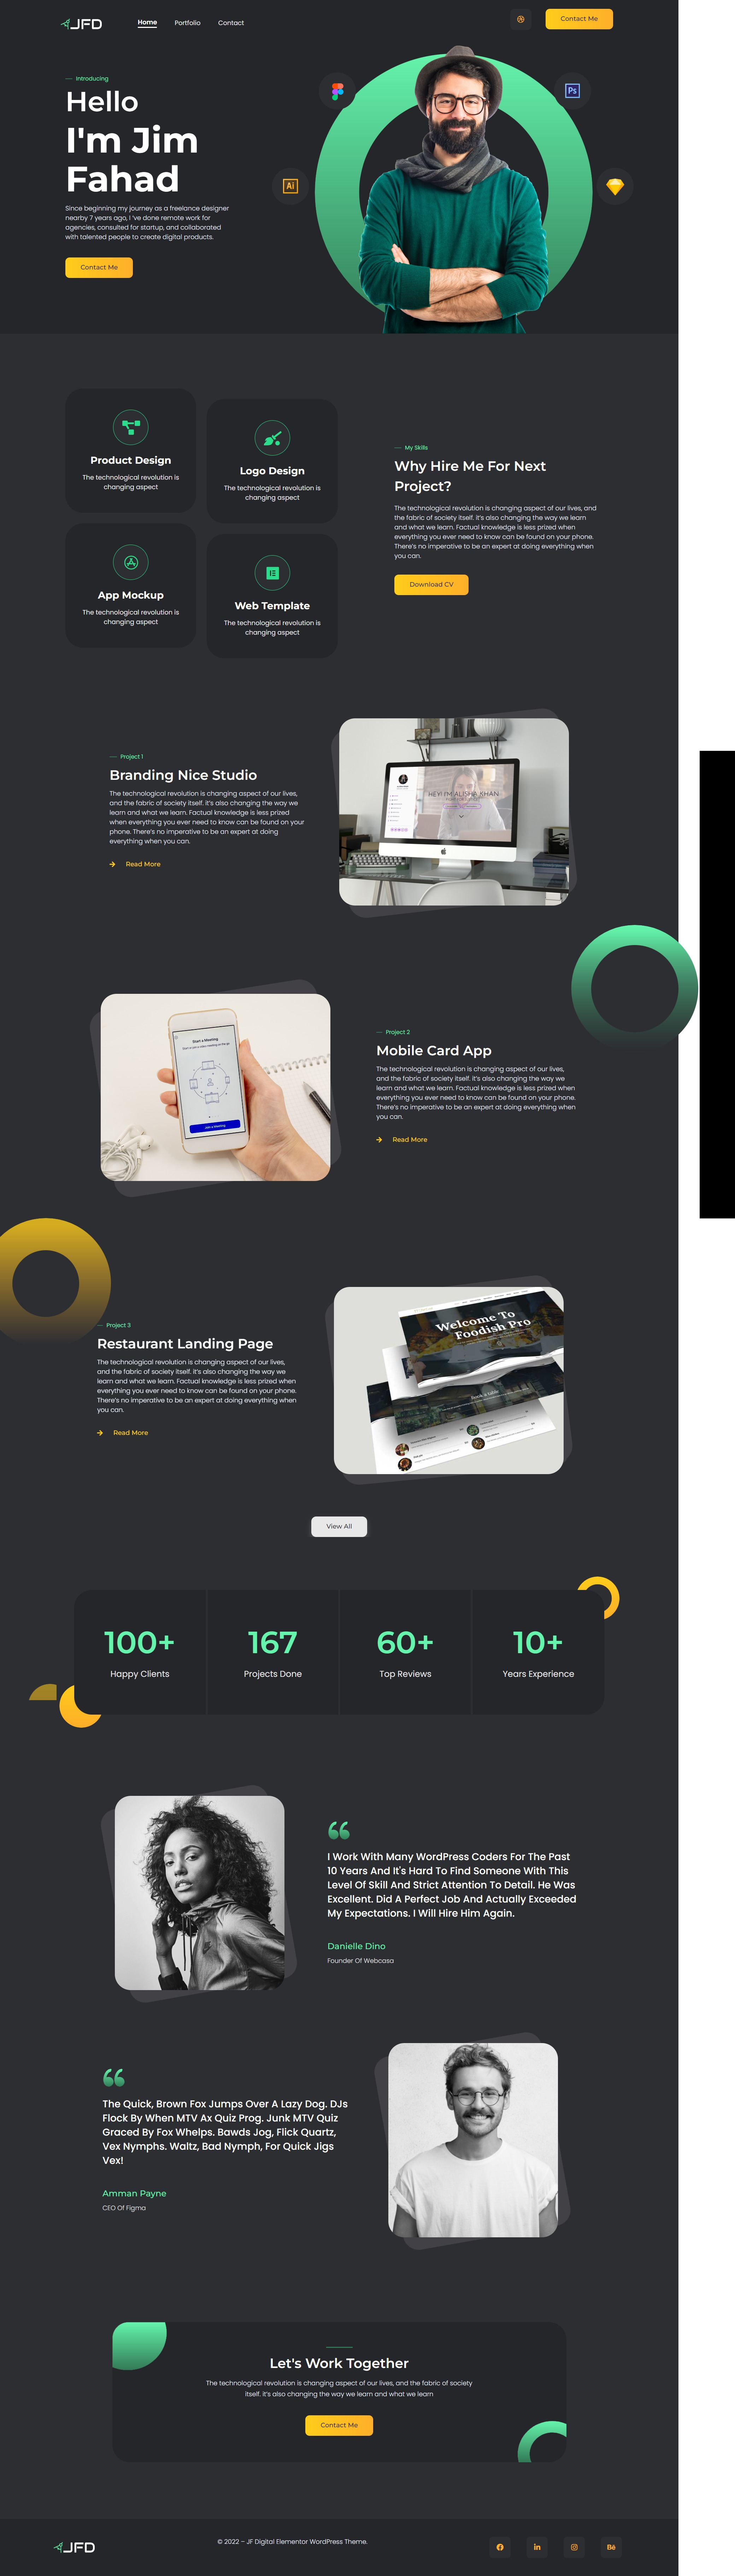 JFD
Home
Portfolio
Contact
Contact Me
Introducing
Hello
I'm Jim
Fahad
Since beginning my journey as a freelance designer
nearby 7 years ago, I 've done remote work for
agencies, consulted for startup, and collaborated
with talented people to create digital products.
Contact Me
Ai
Ps
Product Design
The technological revolution is
changing aspect
Logo Design
The technological revolution is
changing aspect
App Mockup
The technological revolution is
changing aspect
Web Template
The technological revolution is
changing aspect
My Skills
Why Hire Me For Next
Project?
The technological revolution is changing aspect of our lives, and
the fabric of society itself. it's also changing the way we learn
and what we learn. Factual knowledge is less prized when
everything you ever need to know can be found on your phone.
There's no imperative to be an expert at doing everything when
you can.
Download CV
Project 1
Branding Nice Studio
The technological revolution is changing aspect of our lives,
and the fabric of society itself. it's also changing the way we
learn and what we learn. Factual knowledge is less prized
when everything you ever need to know can be found on your
phone. There's no imperative to be an expert at doing
everything when you can.
Read More
HEY! I'M ALISHA KHAN
Project 2
Mobile Card App
The technological revolution is changing aspect of our lives,
and the fabric of society itself. it's also changing the way we
learn and what we learn. Factual knowledge is less prized when
everything you ever need to know can be found on your phone.
There's no imperative to be an expert at doing everything when
you can.
Read More
Start a Meeting
Join a Meeting
Project 3
Restaurant Landing Page
The technological revolution is changing aspect of our lives,
and the fabric of society itself. it's also changing the way we
learn and what we learn. Factual knowledge is less prized when
everything you ever need to know can be found on your phone.
There's no imperative to be an expert at doing everything when
you can.
Read More
Welcome To
Foodish Pro
Book a table
View All
100+
Happy Clients
167
Projects Done
60+
Top Reviews
10+
Years Experience
I Work With Many WordPress Coders For The Past
10 Years And It's Hard To Find Someone With This
Level Of Skill And Strict Attention To Detail. He Was
Excellent. Did A Perfect Job And Actually Exceeded
My Expectations. I Will Hire Him Again.
Danielle Dino
Founder Of Webcasa
The Quick, Brown Fox Jumps Over A Lazy Dog. DJs
Flock By When MTV Ax Quiz Prog. Junk MTV Quiz
Graced By Fox Whelps. Bawds Jog, Flick Quartz,
Vex Nymphs. Waltz, Bad Nymph, For Quick Jigs
Vex!
Amman Payne
CEO Of Figma
Let's Work Together
The technological revolution is changing aspect of our lives, and the fabric of society
itself. it's also changing the way we learn and what we learn
Contact Me
JFD
© 2022 – JF Digital Elementor WordPress Theme.
in
Bē